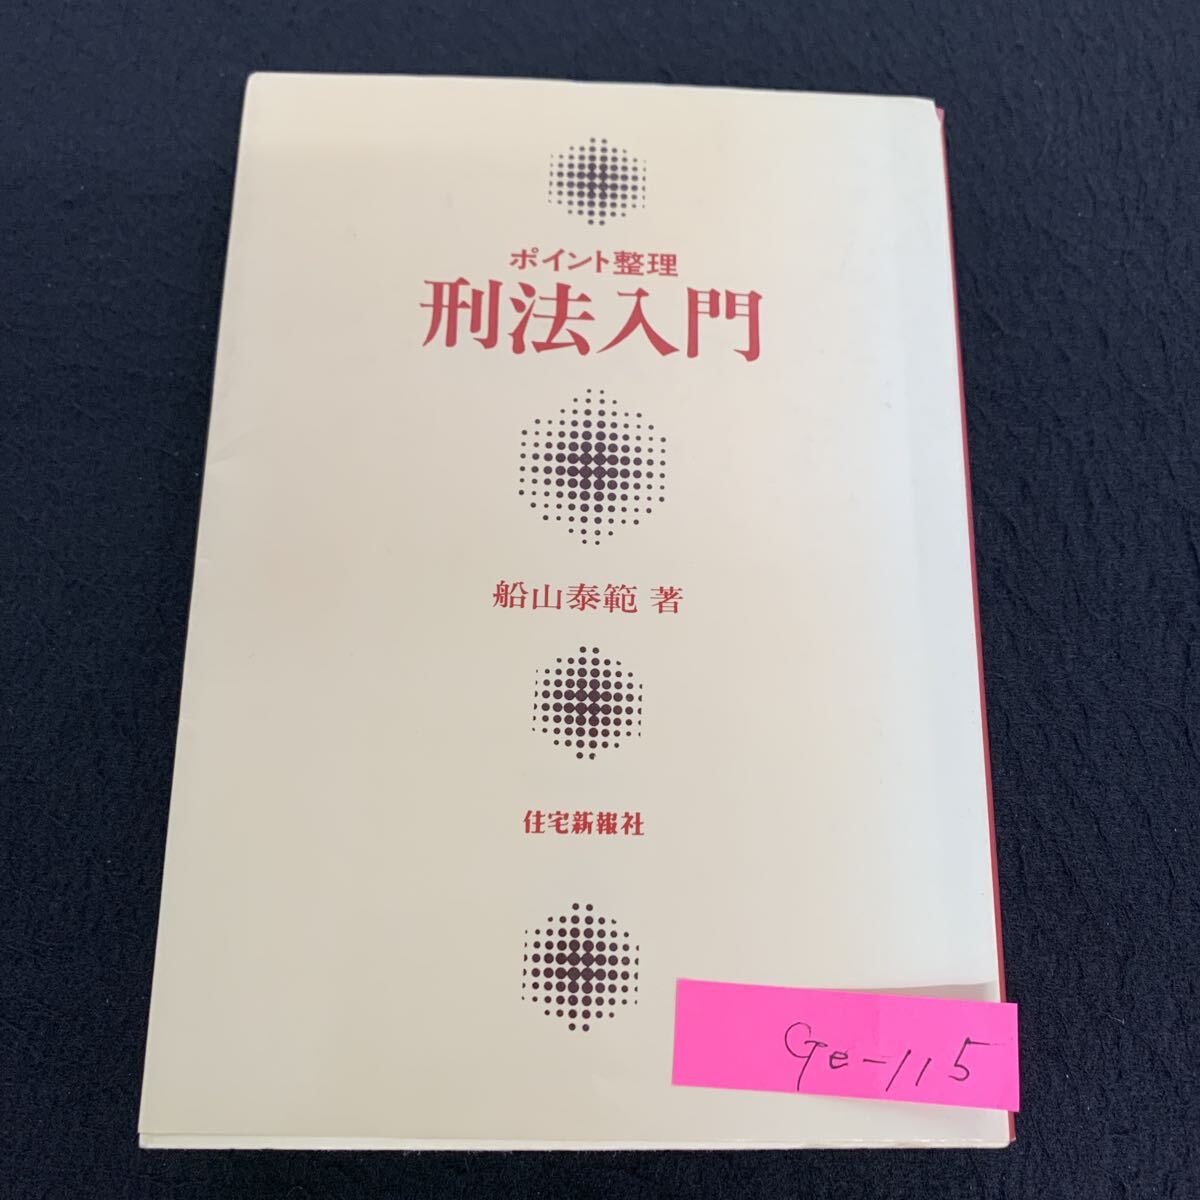 ポイント整理
刑法入門
船山泰範 著
住宅新報社
Ge-115